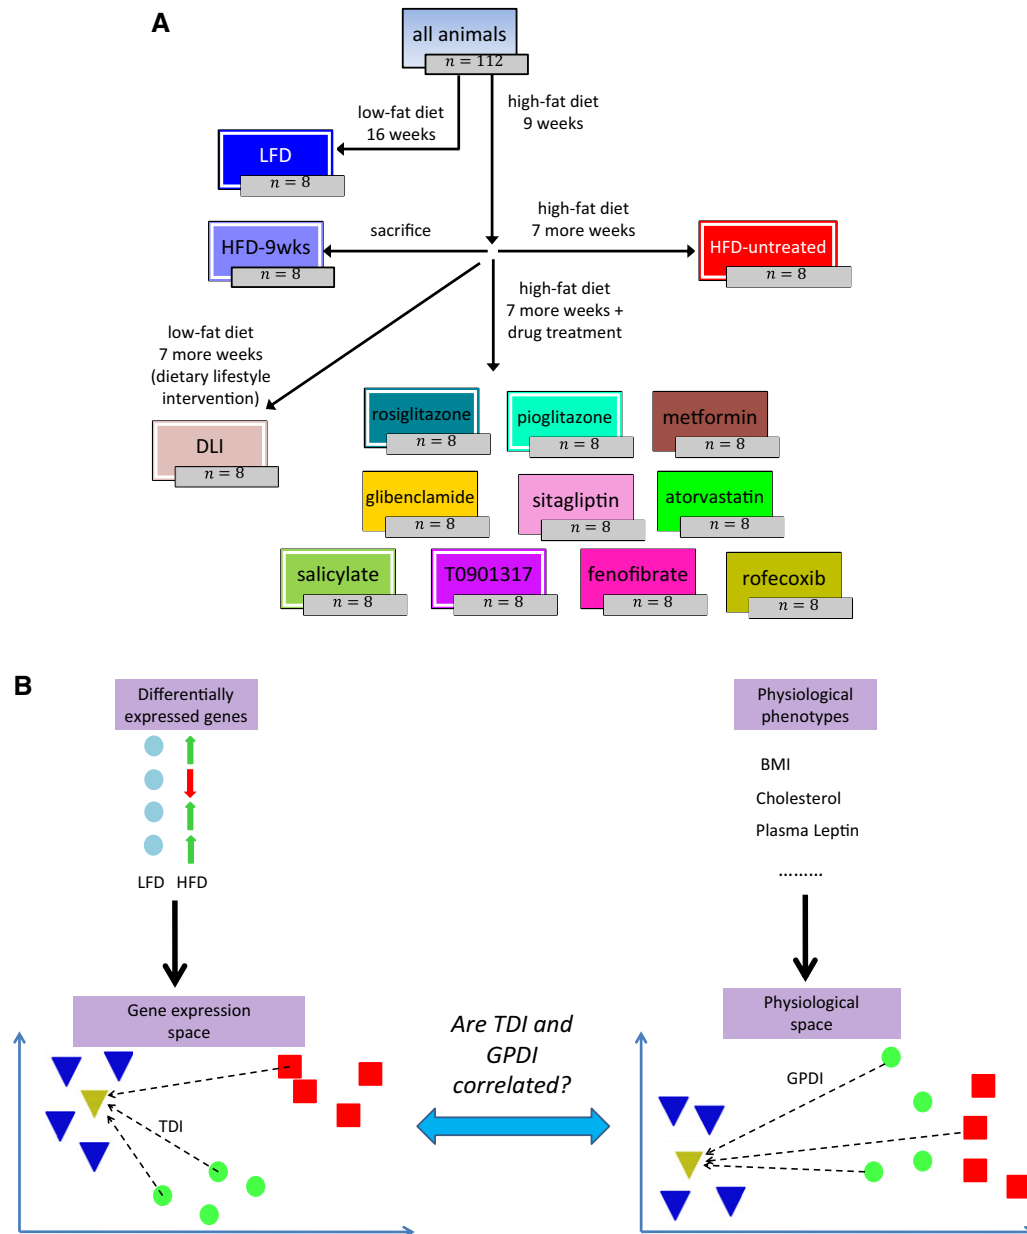 A
all animals
n = 112
low-fat diet
16 weeks
high-fat diet
9 weeks
LFD
n = 8
HFD-9wks
n = 8
sacrifice
high-fat diet
7 more weeks
HFD-untreated
n = 8
high-fat diet
7 more weeks +
drug treatment
low-fat diet
7 more weeks
(dietary lifestyle
intervention)
DLI
n = 8
rosiglitazone
n = 8
pioglitazone
n = 8
metformin
n = 8
glibenclamide
n = 8
sitagliptin
n = 8
atorvastatin
n = 8
salicylate
n = 8
T0901317
n = 8
fenofibrate
n = 8
rofecoxib
n = 8
B
Differentially
expressed genes
LFD HFD
Gene expression
space
TDI
Are TDI and
GPDI
correlated?
Physiological
phenotypes
BMI
Cholesterol
Plasma Leptin
.........
Physiological
space
GPDI